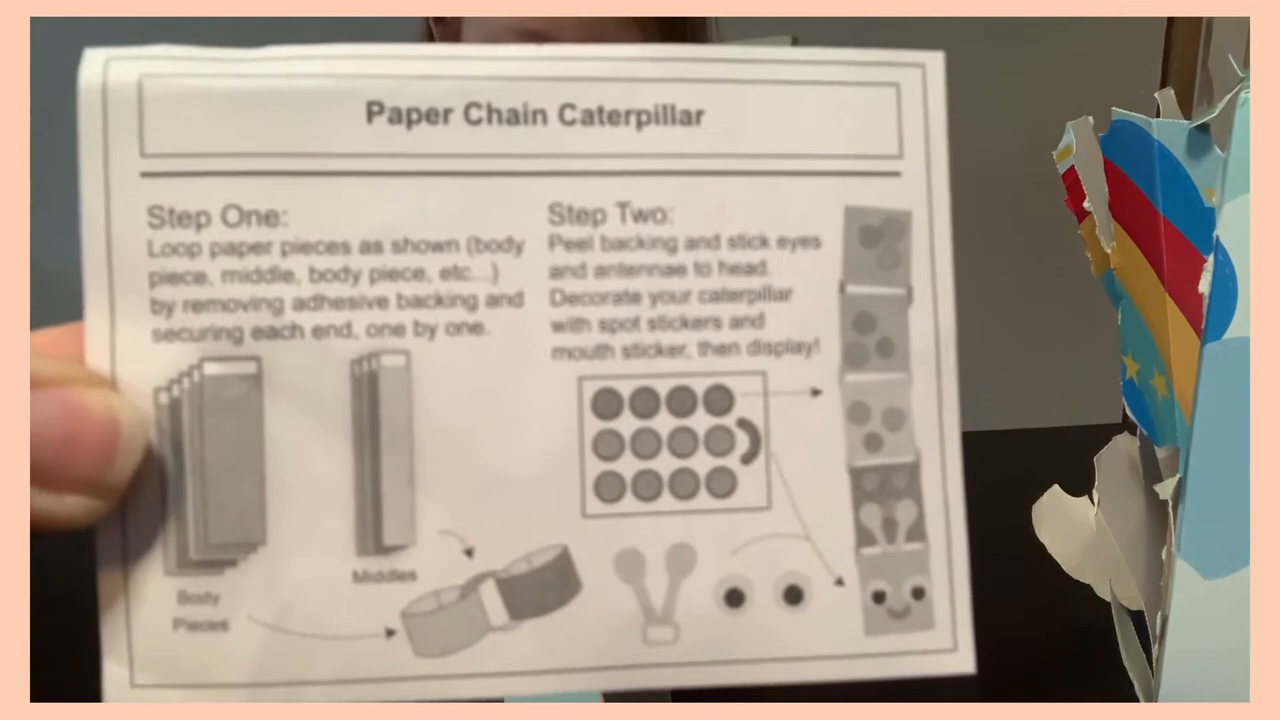 Paper Chain Caterpillar
Step One:
Loop paper pieces as shown (body
piece, middle, body piece, etc...)
by removing adhesive backing and
securing each end, one by one.
Step Two:
Peel backing and stick eyes
and antennae to head.
Decorate your caterpillar
with spot stickers and
mouth sticker, then display!
Body
Pieces
Middles